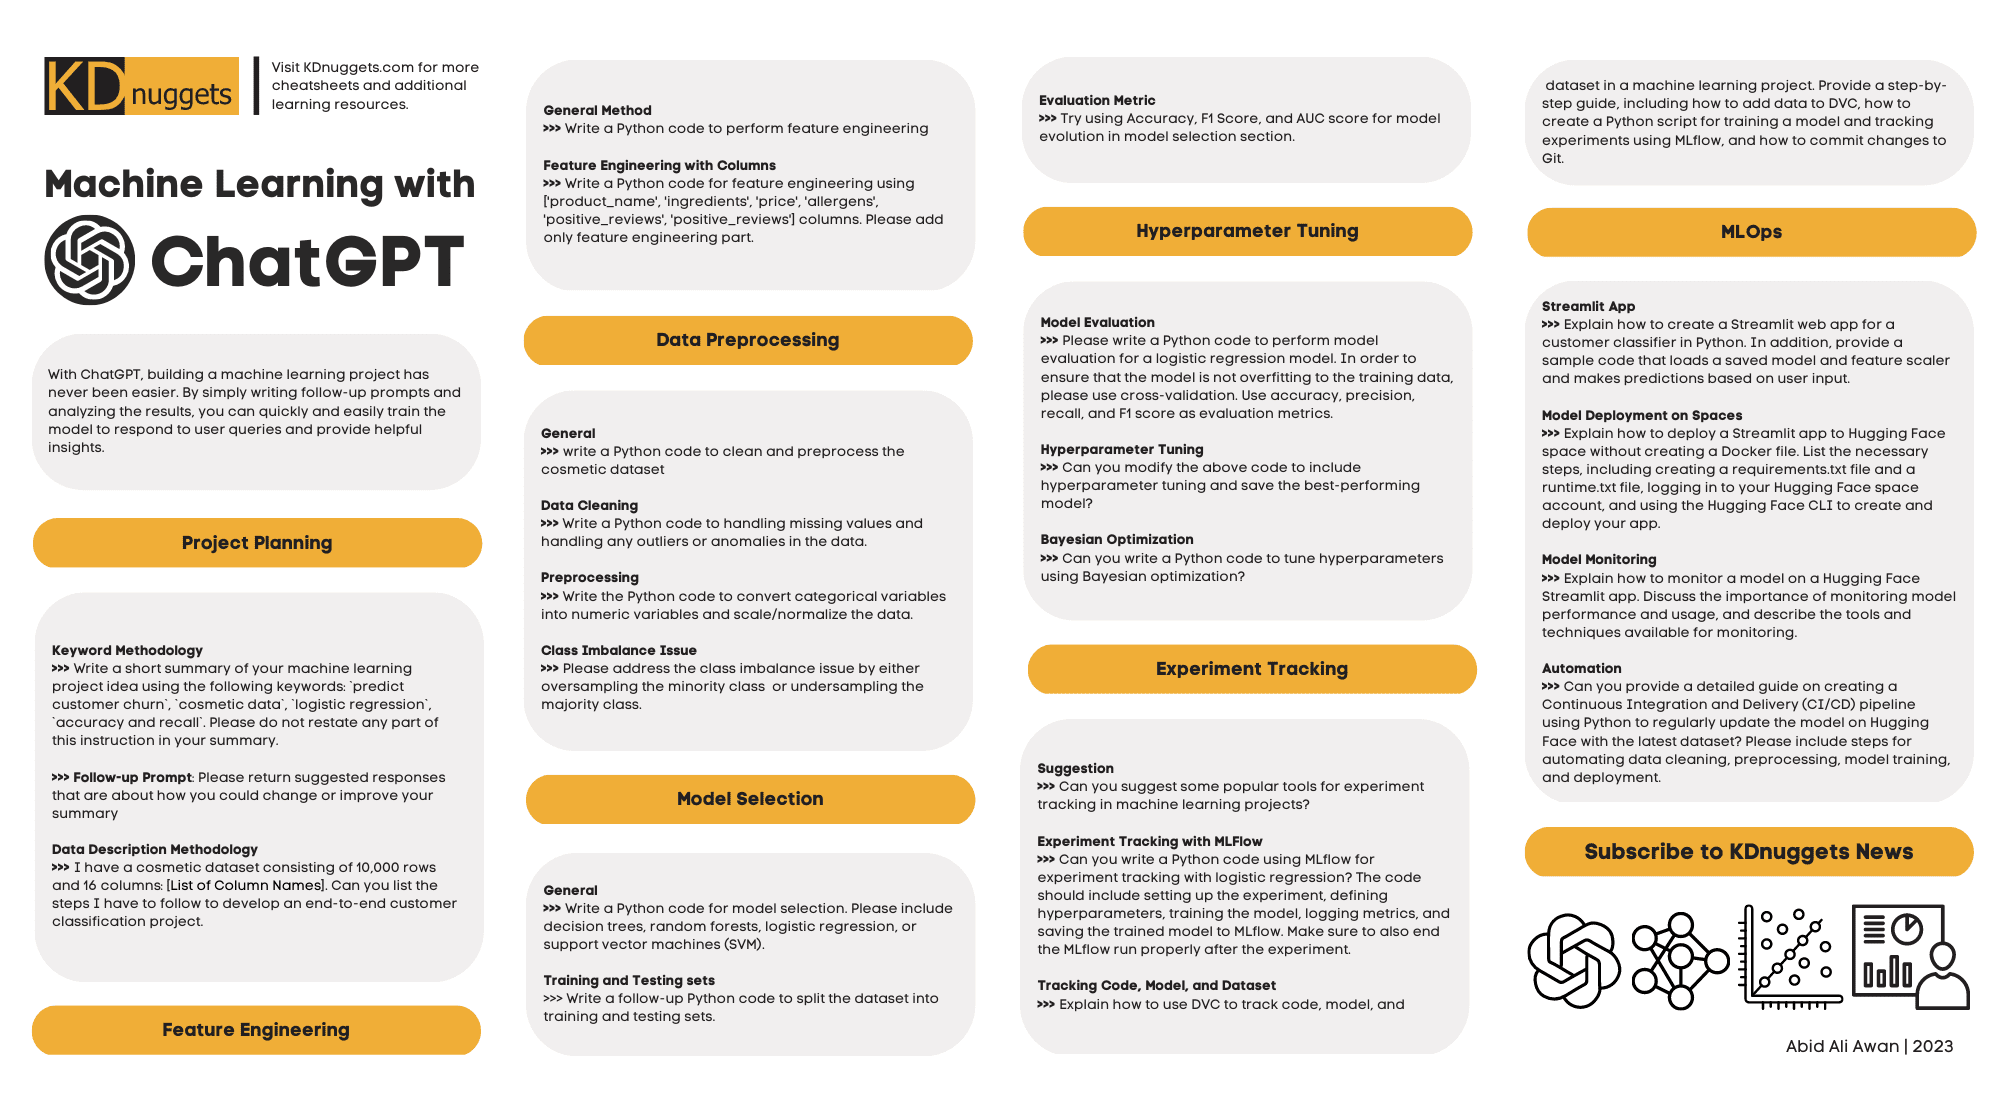 KD nuggets
Visit KDnuggets.com for more
cheatsheets and additional
learning resources.
Machine Learning with
ChatGPT
With ChatGPT, building a machine learning project has
never been easier. By simply writing follow-up prompts and
analyzing the results, you can quickly and easily train the
model to respond to user queries and provide helpful
insights.
Project Planning
Keyword Methodology
>>> Write a short summary of your machine learning
project idea using the following keywords: `predict
customer churn`, `cosmetic data`, `logistic regression`,
`accuracy and recall`. Please do not restate any part of
this instruction in your summary.
>>> Follow-up Prompt: Please return suggested responses
that are about how you could change or improve your
summary
Data Description Methodology
>>> I have a cosmetic dataset consisting of 10,000 rows
and 16 columns: [List of Column Names]. Can you list the
steps I have to follow to develop an end-to-end customer
classification project.
Feature Engineering
General Method
>>> Write a Python code to perform feature engineering
Feature Engineering with Columns
>>> Write a Python code for feature engineering using
['product_name', 'ingredients', 'price', 'allergens',
'positive_reviews', 'positive_reviews'] columns. Please add
only feature engineering part.
Data Preprocessing
General
>>> write a Python code to clean and preprocess the
cosmetic dataset
Data Cleaning
>>> Write a Python code to handling missing values and
handling any outliers or anomalies in the data.
Preprocessing
>>> Write the Python code to convert categorical variables
into numeric variables and scale/normalize the data.
Class Imbalance Issue
>>> Please address the class imbalance issue by either
oversampling the minority class or undersampling the
majority class.
Model Selection
General
>>> Write a Python code for model selection. Please include
decision trees, random forests, logistic regression, or
support vector machines (SVM).
Training and Testing sets
>>> Write a follow-up Python code to split the dataset into
training and testing sets.
Evaluation Metric
>>> Try using Accuracy, F1 Score, and AUC score for model
evolution in model selection section.
Hyperparameter Tuning
Model Evaluation
>>> Please write a Python code to perform model
evaluation for a logistic regression model. In order to
ensure that the model is not overfitting to the training data,
please use cross-validation. Use accuracy, precision,
recall, and F1 score as evaluation metrics.
Hyperparameter Tuning
>>> Can you modify the above code to include
hyperparameter tuning and save the best-performing
model?
Bayesian Optimization
>>> Can you write a Python code to tune hyperparameters
using Bayesian optimization?
Experiment Tracking
Suggestion
>>> Can you suggest some popular tools for experiment
tracking in machine learning projects?
Experiment Tracking with MLFlow
>>> Can you write a Python code using MLflow for
experiment tracking with logistic regression? The code
should include setting up the experiment, defining
hyperparameters, training the model, logging metrics, and
saving the trained model to MLflow. Make sure to also end
the MLflow run properly after the experiment.
Tracking Code, Model, and Dataset
>>> Explain how to use DVC to track code, model, and
dataset in a machine learning project. Provide a step-by-
step guide, including how to add data to DVC, how to
create a Python script for training a model and tracking
experiments using MLflow, and how to commit changes to
Git.
MLOps
Streamlit App
>>> Explain how to create a Streamlit web app for a
customer classifier in Python. In addition, provide a
sample code that loads a saved model and feature scaler
and makes predictions based on user input.
Model Deployment on Spaces
>>> Explain how to deploy a Streamlit app to Hugging Face
space without creating a Docker file. List the necessary
steps, including creating a requirements.txt file and a
runtime.txt file, logging in to your Hugging Face space
account, and using the Hugging Face CLI to create and
deploy your app.
Model Monitoring
>>> Explain how to monitor a model on a Hugging Face
Streamlit app. Discuss the importance of monitoring model
performance and usage, and describe the tools and
techniques available for monitoring.
Automation
>>> Can you provide a detailed guide on creating a
Continuous Integration and Delivery (CI/CD) pipeline
using Python to regularly update the model on Hugging
Face with the latest dataset? Please include steps for
automating data cleaning, preprocessing, model training,
and deployment.
Subscribe to KDnuggets News
Abid Ali Awan | 2023